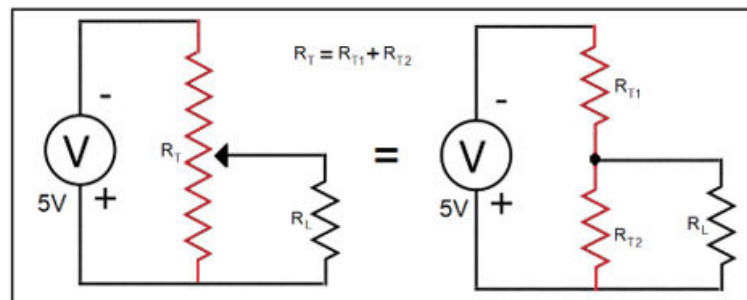 R_T = R_T1 + R_T2
-
V
+
5V
R_T
R_L
=
-
V
+
5V
R_T1
R_T2
R_L